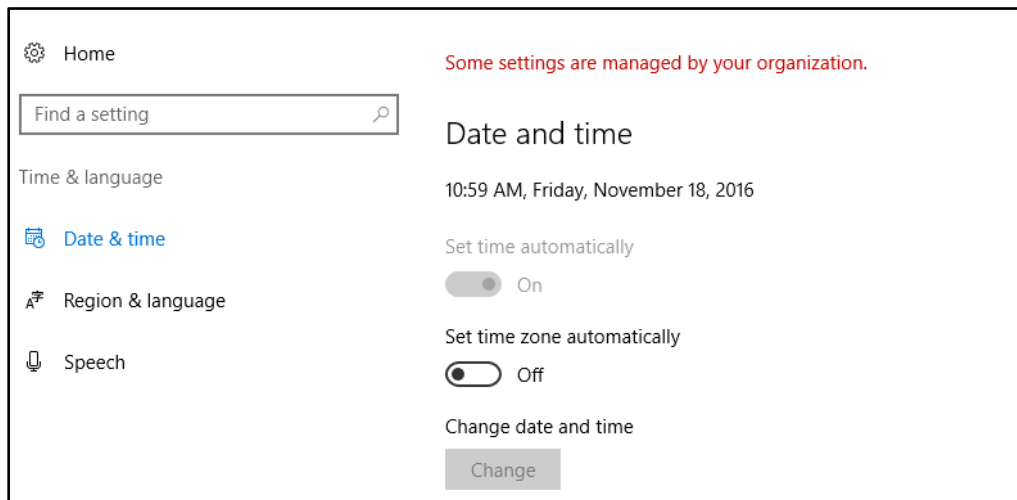 Home
Find a setting
Time & language
Date & time
Region & language
Speech
Some settings are managed by your organization.
Date and time
10:59 AM, Friday, November 18, 2016
Set time automatically
On
Set time zone automatically
Off
Change date and time
Change